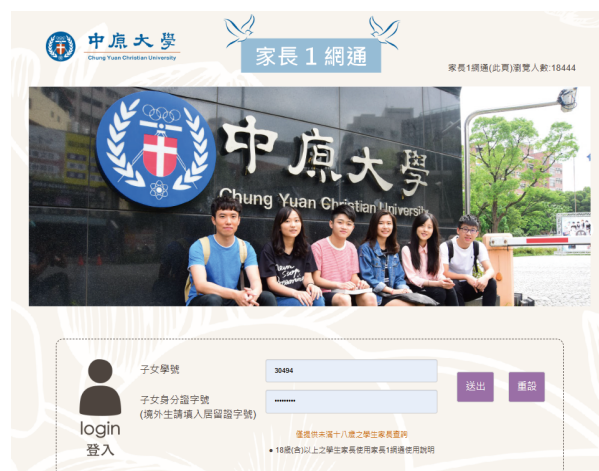 中原大學
Chung Yuan Christian University
家長１網通
家長1網通(此頁)瀏覽人數:18444
中原大學
Chung Yuan Christian University
子女學號
30494
送出
重設
子女身分證字號
(境外生請填入居留證字號)
••••••••••
login
登入
僅提供未滿十八歲之學生家長查詢
● 18歲(含)以上之學生家長使用家長1網通使用說明